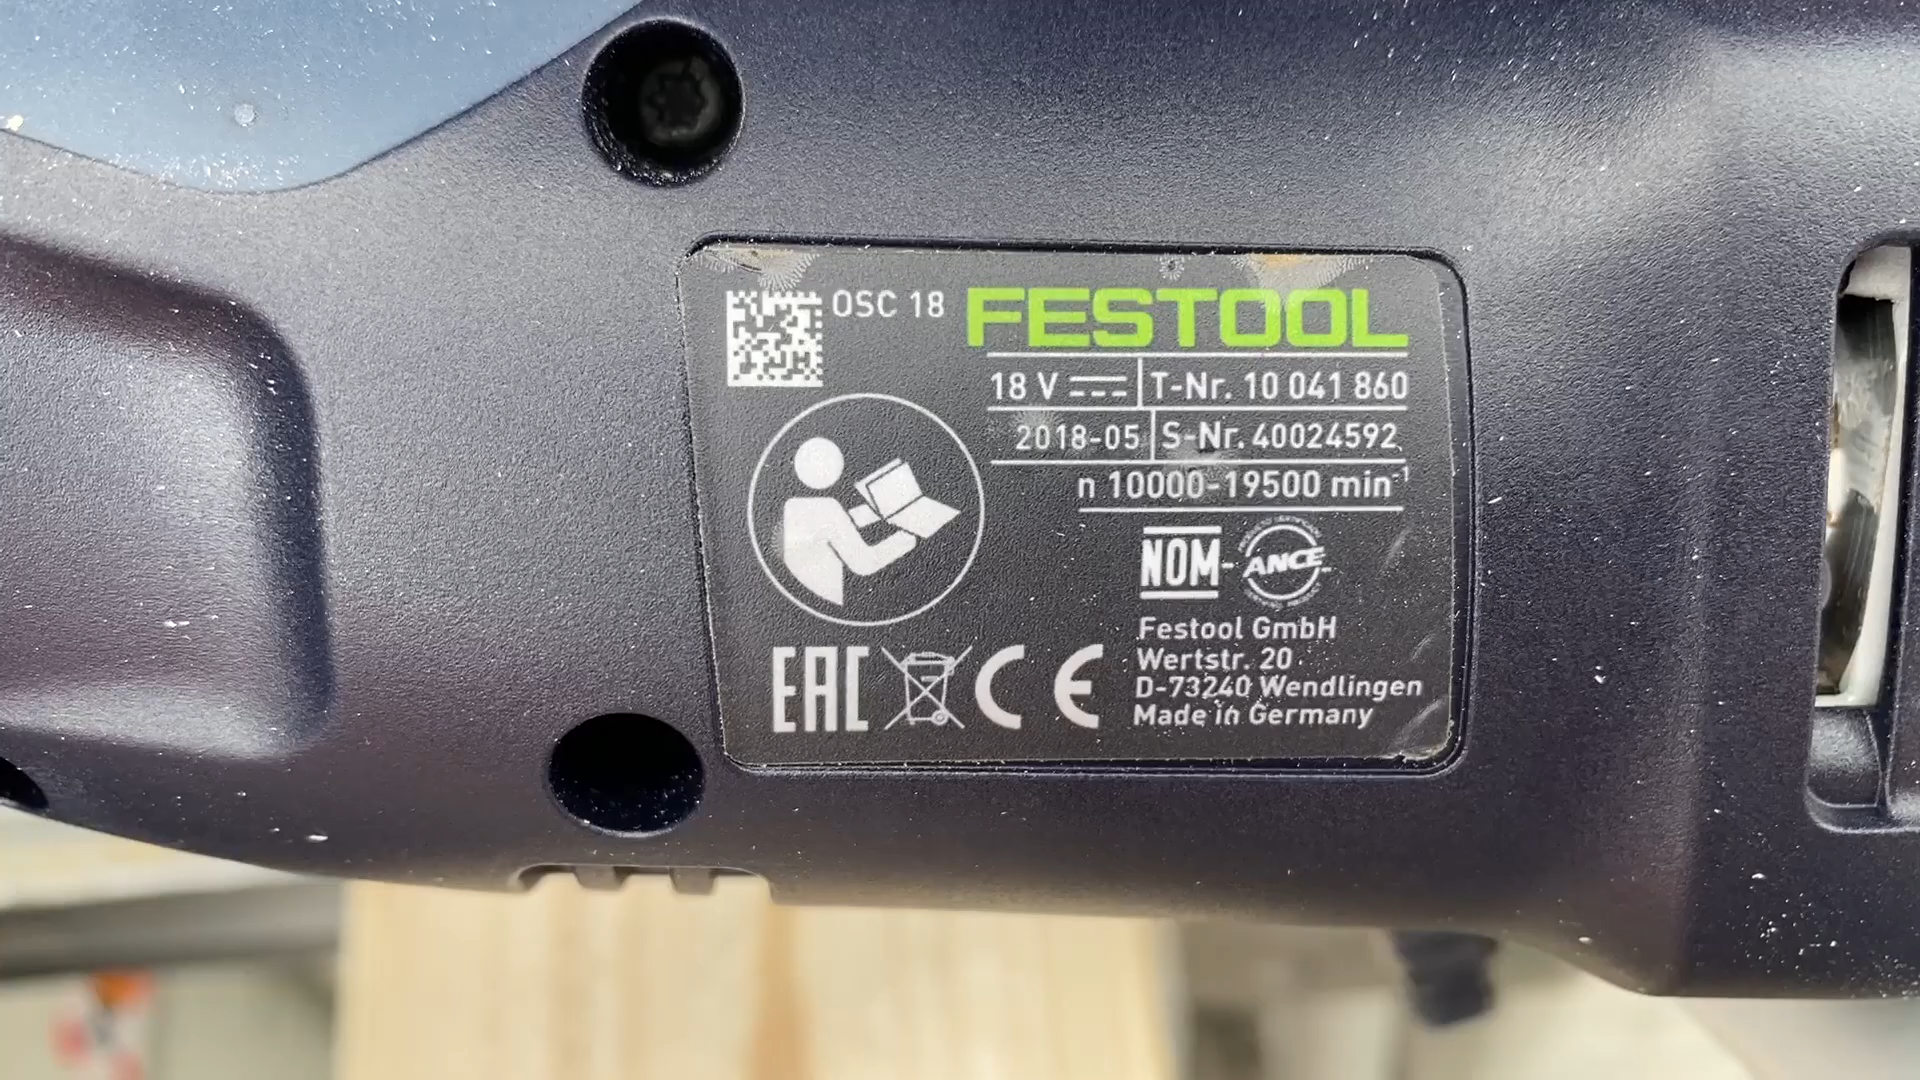 OSC 18 FESTOOL
18 V T-Nr. 10 041 860
2018-05 S-Nr. 40024592
n 10000-19500 min-1
NOM-ANCE
Festool GmbH
Wertstr. 20
D-73240 Wendlingen
Made in Germany
EAC CE